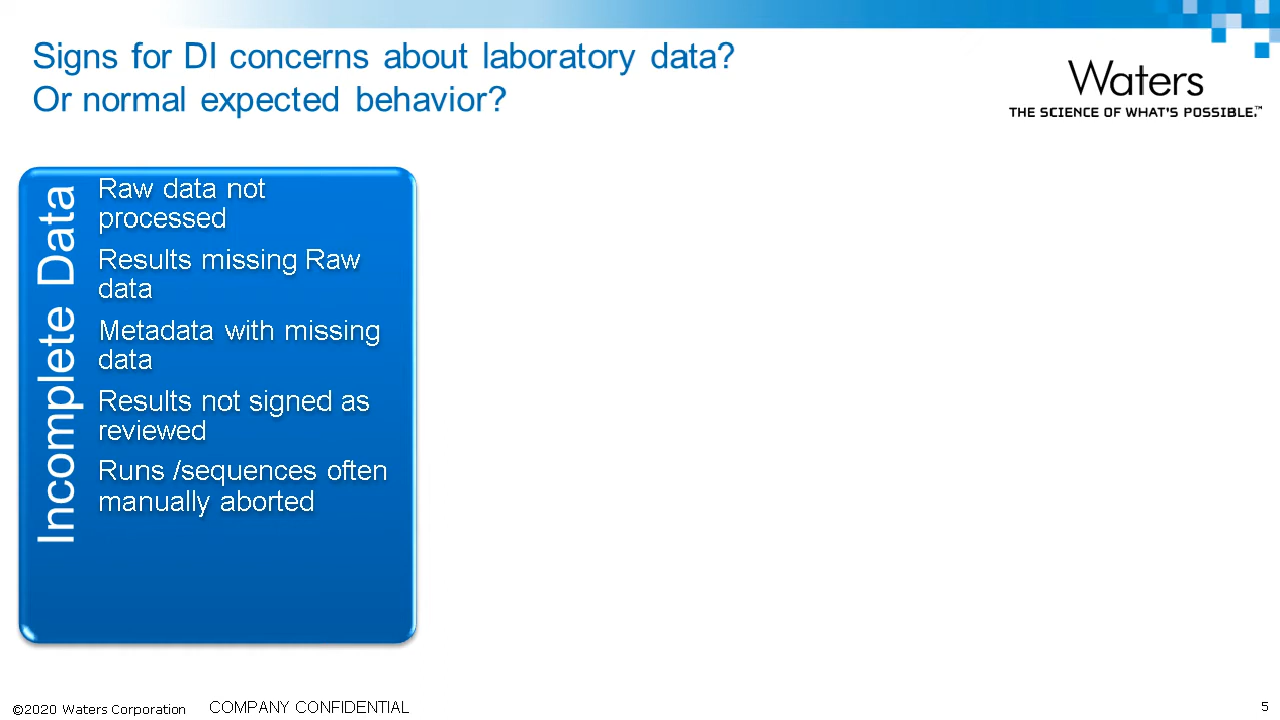 Signs for DI concerns about laboratory data?
Or normal expected behavior?
Waters
THE SCIENCE OF WHAT'S POSSIBLE.™
Incomplete Data
Raw data not
processed
Results missing Raw
data
Metadata with missing
data
Results not signed as
reviewed
Runs /sequences often
manually aborted
©2020 Waters Corporation
COMPANY CONFIDENTIAL
5